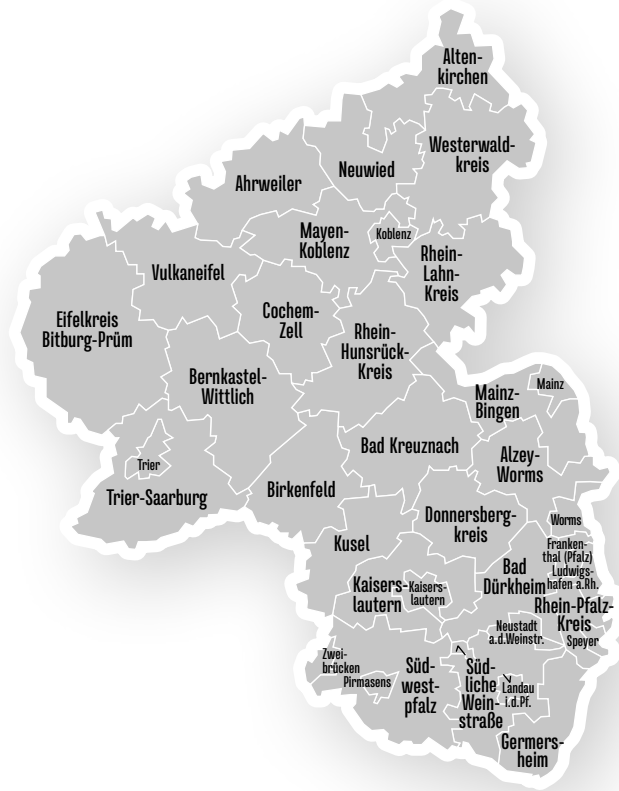 Alten-
kirchen
Westerwald-
kreis
Neuwied
Ahrweiler
Mayen-
Koblenz
Koblenz
Rhein-
Lahn-
Kreis
Vulkaneifel
Cochem-
Zell
Eifelkreis
Bitburg-Prüm
Rhein-
Hunsrück-
Kreis
Bernkastel-
Wittlich
Mainz-
Bingen
Mainz
Bad Kreuznach
Alzey-
Worms
Trier
Trier-Saarburg
Birkenfeld
Donnersberg-
kreis
Worms
Kusel
Franken-
thal (Pfalz)
Ludwigs-
hafen a.Rh.
Bad
Dürkheim
Kaisers-
lautern
Kaisers-
lautern
Rhein-Pfalz-
Kreis
Neustadt
a.d.Weinstr.
Speyer
Zwei-
brücken
Pirmasens
Süd-
west-
pfalz
Süd-
liche
Wein-
straße
Landau
i.d.Pf.
Germers-
heim